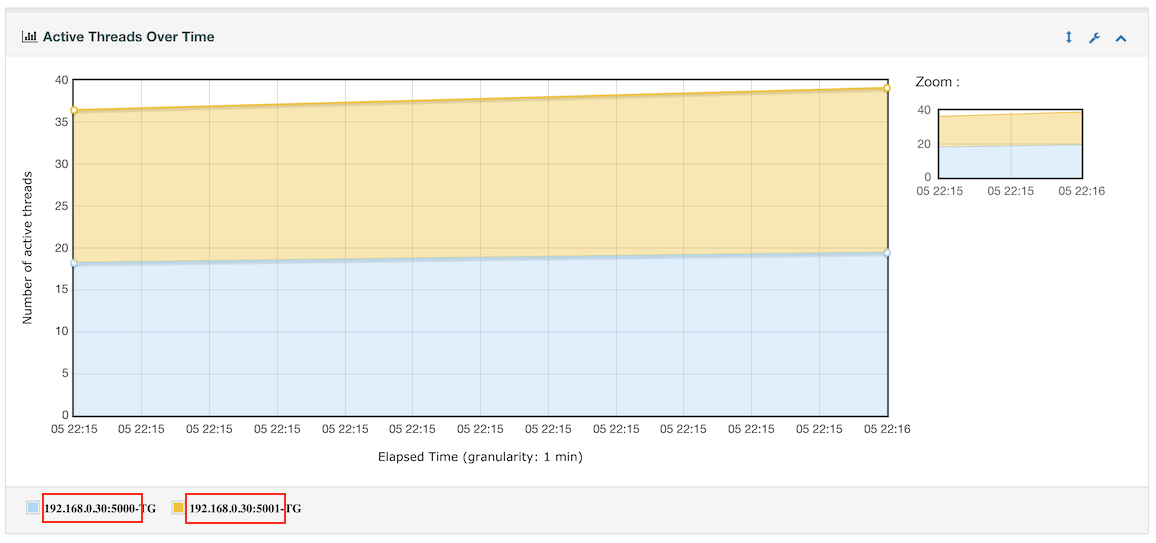 Active Threads Over Time
Zoom :
40
35
30
25
20
15
10
5
0
Number of active threads
05 22:15 05 22:15 05 22:15 05 22:15 05 22:15 05 22:15 05 22:15 05 22:15 05 22:15 05 22:15 05 22:15 05 22:15 05 22:16
Elapsed Time (granularity: 1 min)
40
20
0
05 22:15 05 22:15 05 22:16
192.168.0.30:5000-TG 192.168.0.30:5001-TG